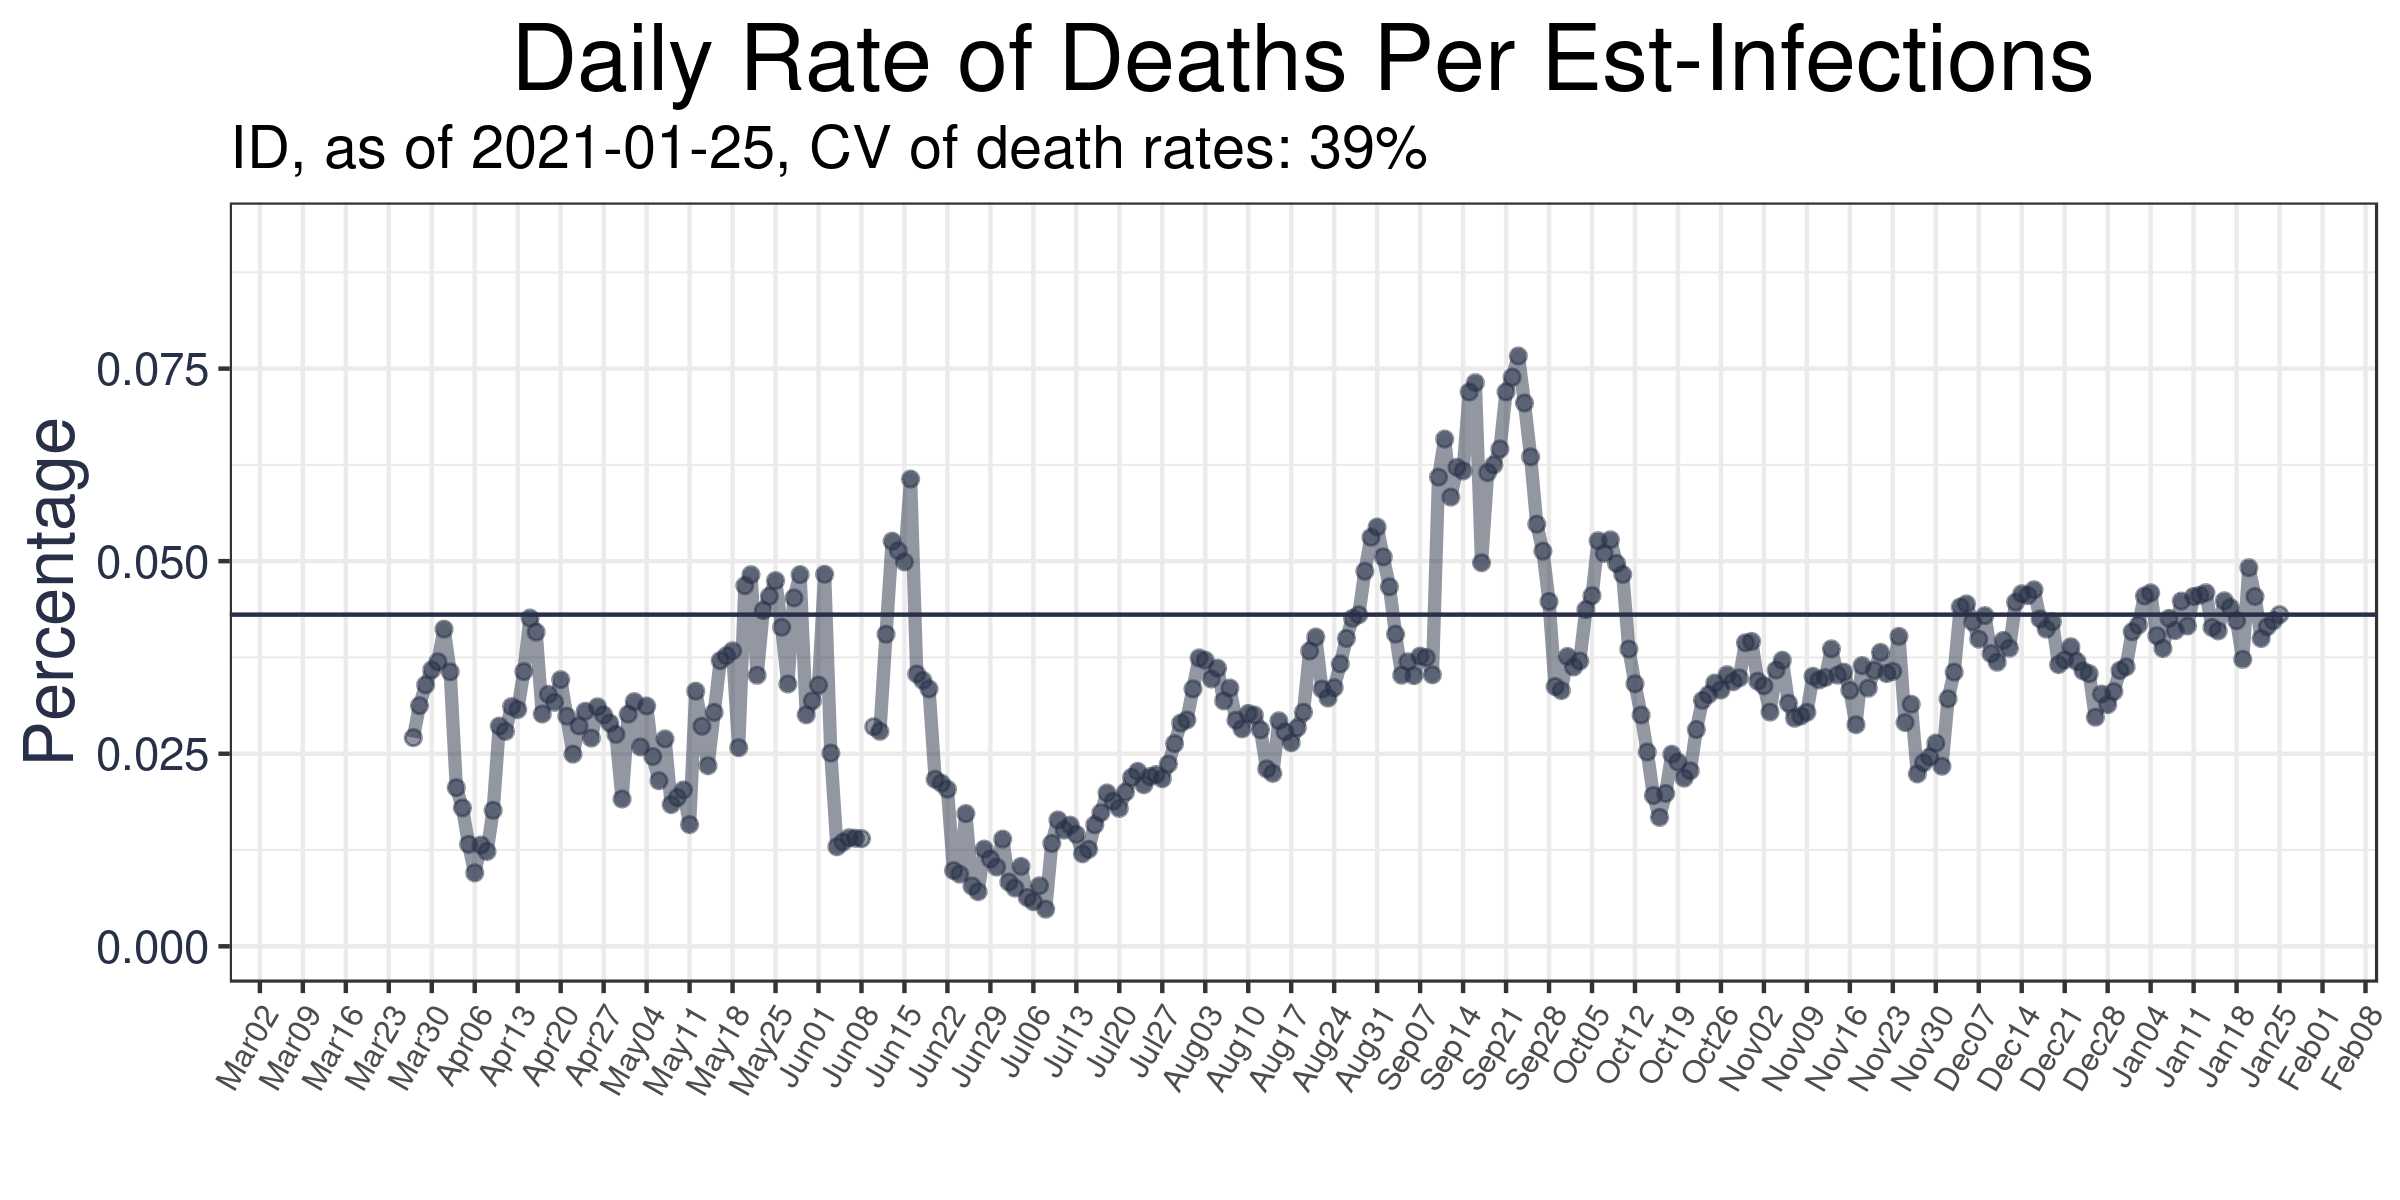 Daily Rate of Deaths Per Est-Infections
ID, as of 2021-01-25, CV of death rates: 39%
Percentage
0.075
0.050
0.025
0.000
Mar02
Mar09
Mar16
Mar23
Mar30
Apr06
Apr13
Apr20
Apr27
May04
May11
May18
May25
Jun01
Jun08
Jun15
Jun22
Jun29
Jul06
Jul13
Jul20
Jul27
Aug03
Aug10
Aug17
Aug24
Aug31
Sep07
Sep14
Sep21
Sep28
Oct05
Oct12
Oct19
Oct26
Nov02
Nov09
Nov16
Nov23
Nov30
Dec07
Dec14
Dec21
Dec28
Jan04
Jan11
Jan18
Jan25
Feb01
Feb08